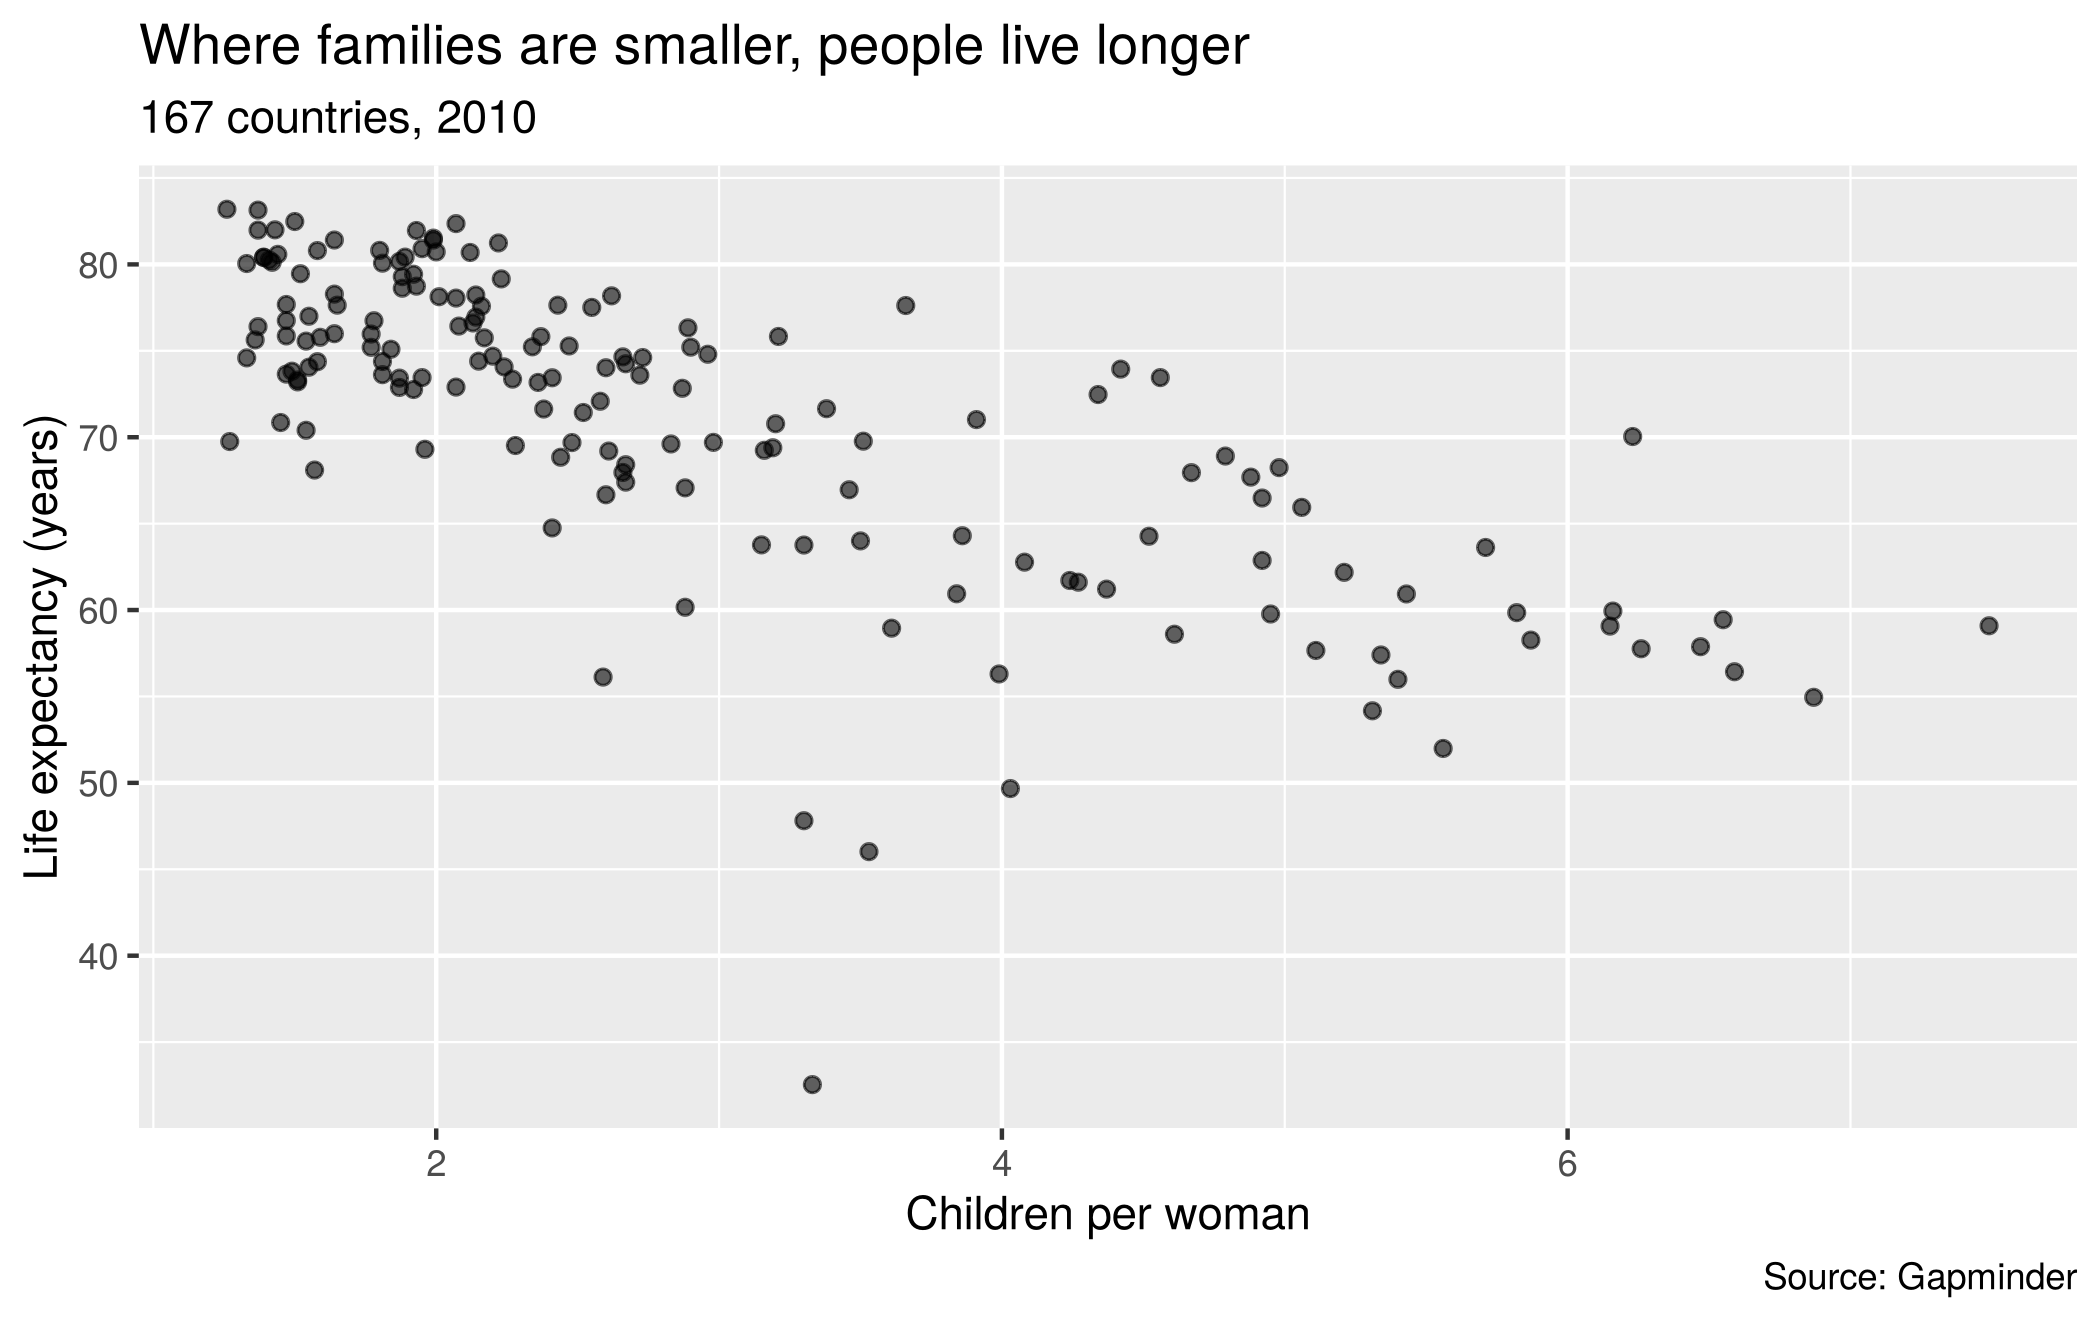 Where families are smaller, people live longer
167 countries, 2010
Life expectancy (years)
80
70
60
50
40
2
4
6
Children per woman
Source: Gapminder